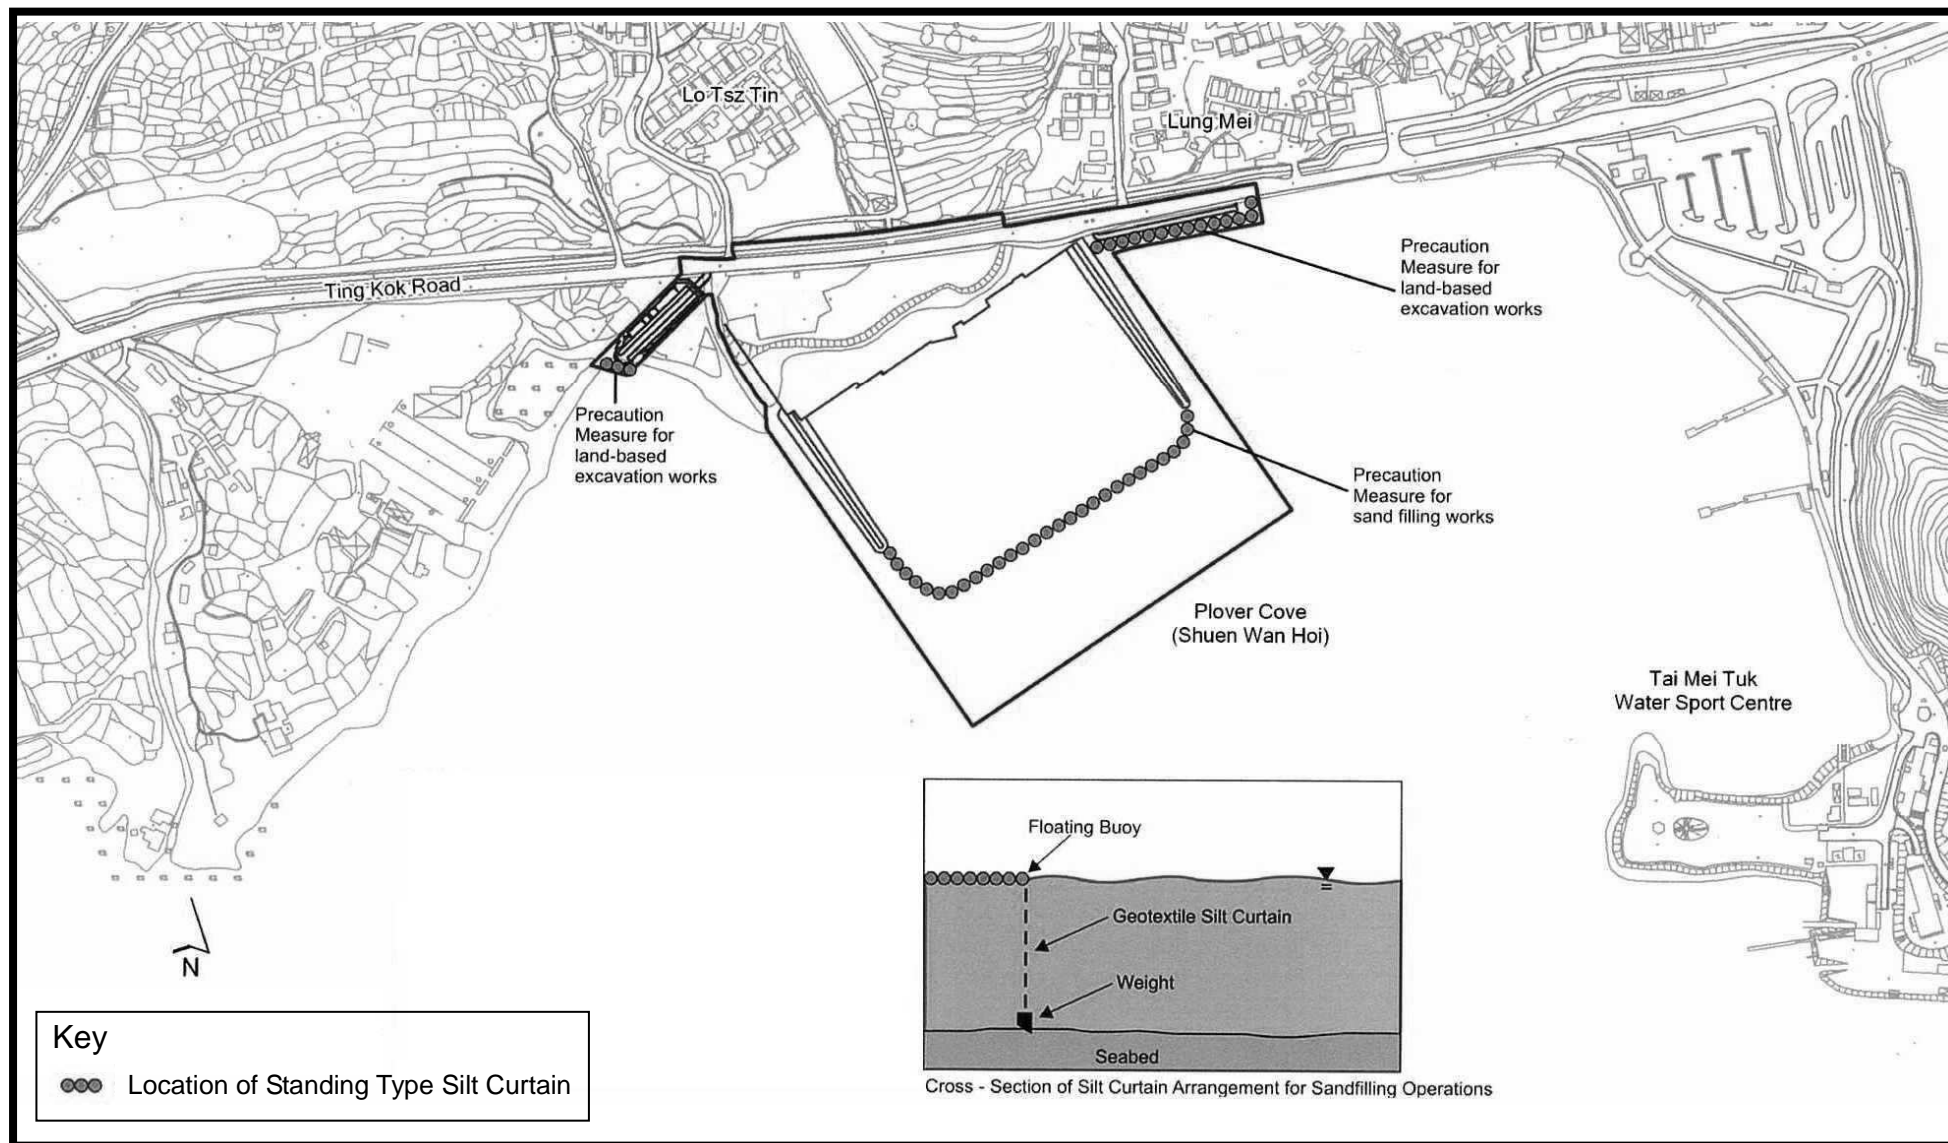 Lo Tsz Tin
Lung Mei
Ting Kok Road
Precaution
Measure for
land-based
excavation works
Precaution
Measure for
land-based
excavation works
Precaution
Measure for
sand filling works
Plover Cove
(Shuen Wan Hoi)
Tai Mei Tuk
Water Sport Centre
Floating Buoy
Geotextile Silt Curtain
Weight
Seabed
Cross - Section of Silt Curtain Arrangement for Sandfilling Operations
N
Key
Location of Standing Type Silt Curtain